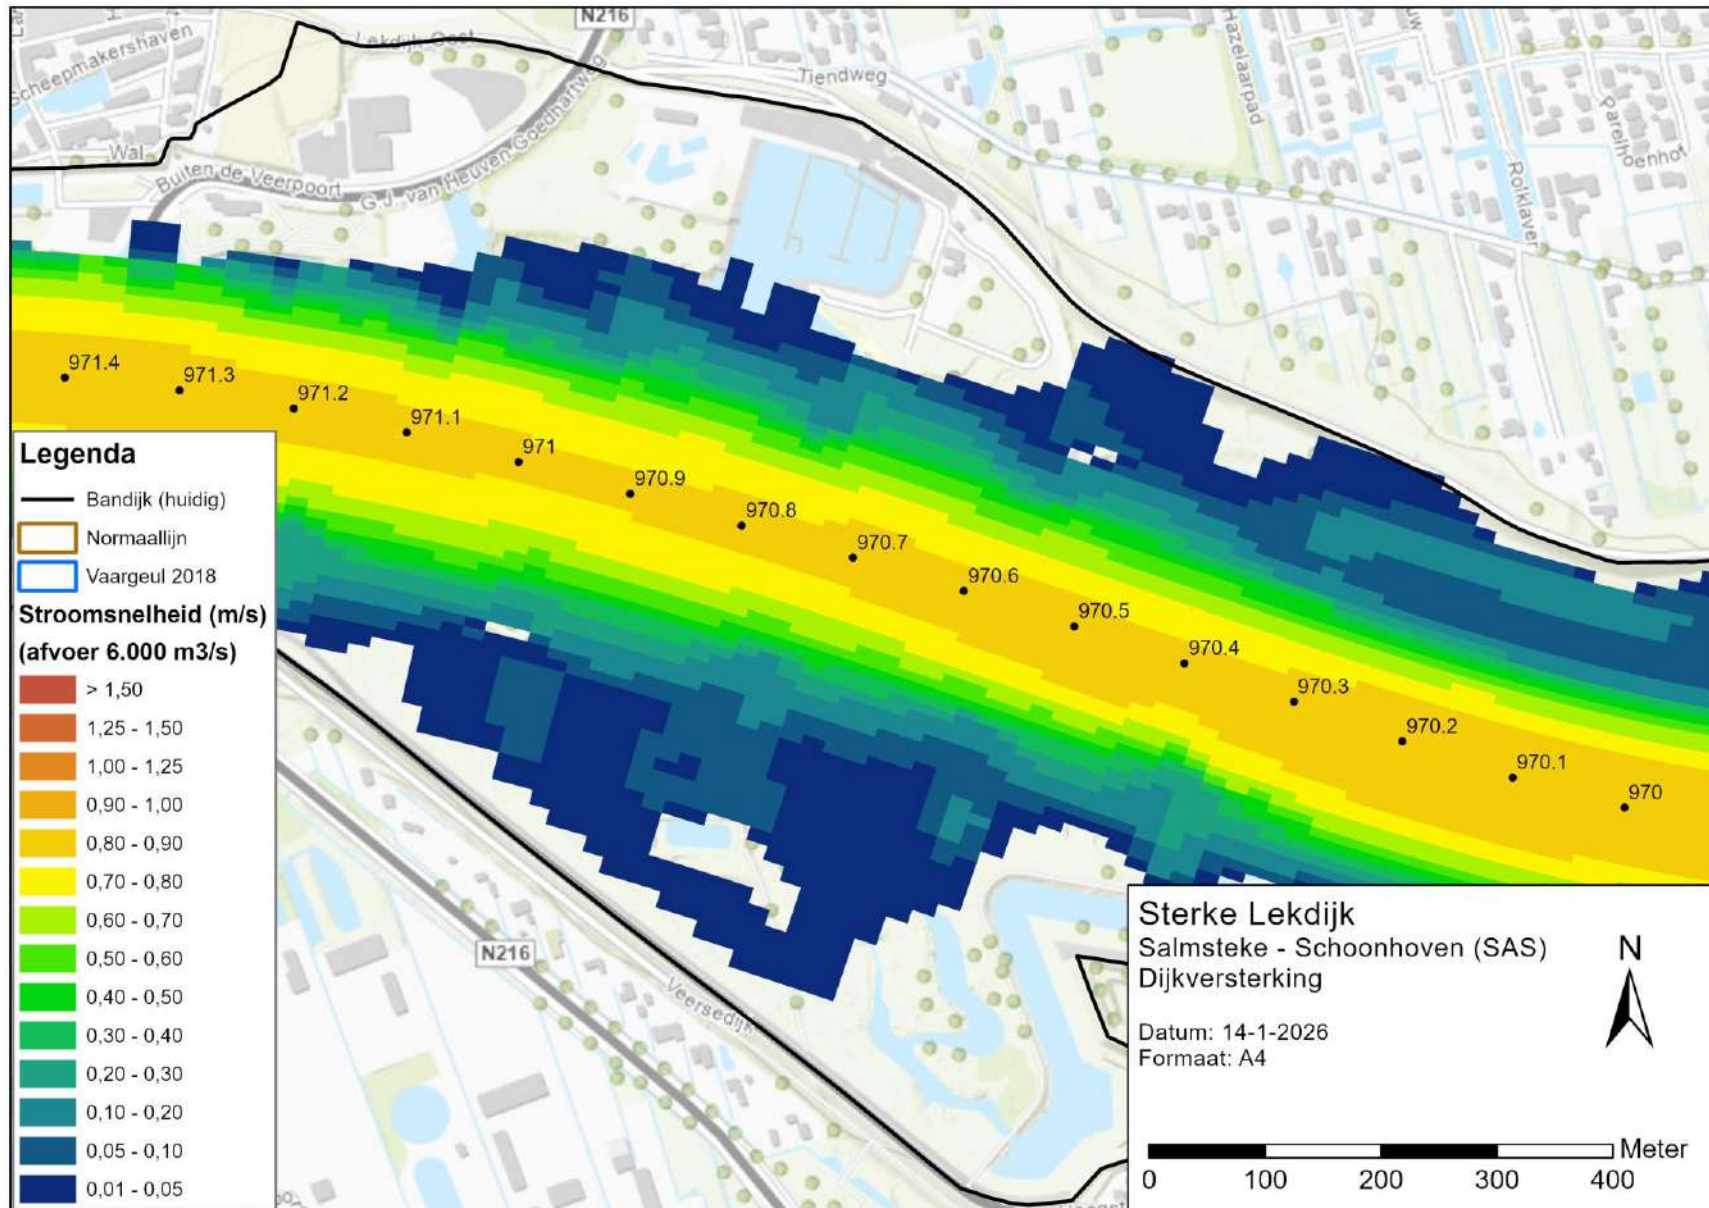 N216
Lekdijk Oost
Scheepmakershaven
Tiendweg
Hazelaarpad
Parelhoenhof
Rolklaver
Wal
Buiten de Veerpoort
G.J. van Heuven Goedhartweg
971.4
971.3
971.2
971.1
971
970.9
970.8
970.7
970.6
970.5
970.4
970.3
970.2
970.1
970
Legenda
Bandijk (huidig)
Normaallijn
Vaargeul 2018
Stroomsnelheid (m/s)
(afvoer 6.000 m3/s)
> 1,50
1,25 - 1,50
1,00 - 1,25
0,90 - 1,00
0,80 - 0,90
0,70 - 0,80
0,60 - 0,70
0,50 - 0,60
0,40 - 0,50
0,30 - 0,40
0,20 - 0,30
0,10 - 0,20
0,05 - 0,10
0,01 - 0,05
N216
Veersedijk
Sterke Lekdijk
Salmsteke - Schoonhoven (SAS)
Dijkversterking
N
Datum: 14-1-2026
Formaat: A4
Meter
0 100 200 300 400